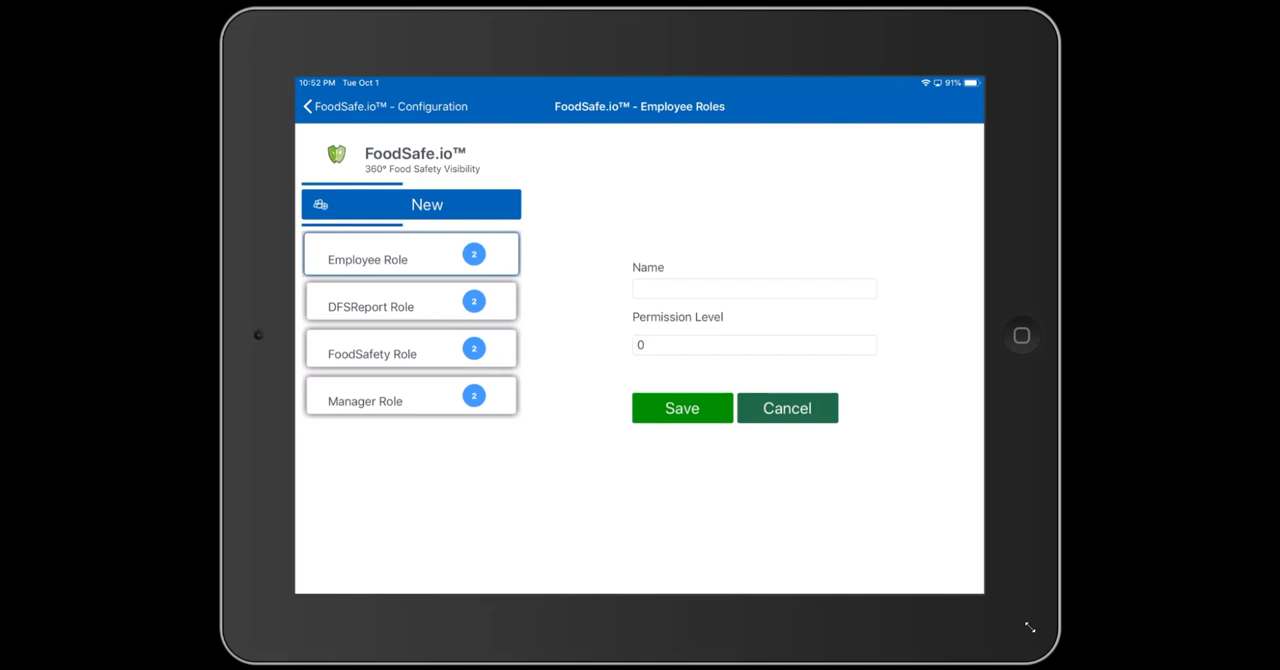 10:52 PM Tue Oct 1
91%
FoodSafe.io™ - Configuration
FoodSafe.io™ - Employee Roles
FoodSafe.io™
360º Food Safety Visibility
New
Employee Role 2
DFSReport Role 2
FoodSafety Role 2
Manager Role 2
Name
Permission Level
0
Save Cancel